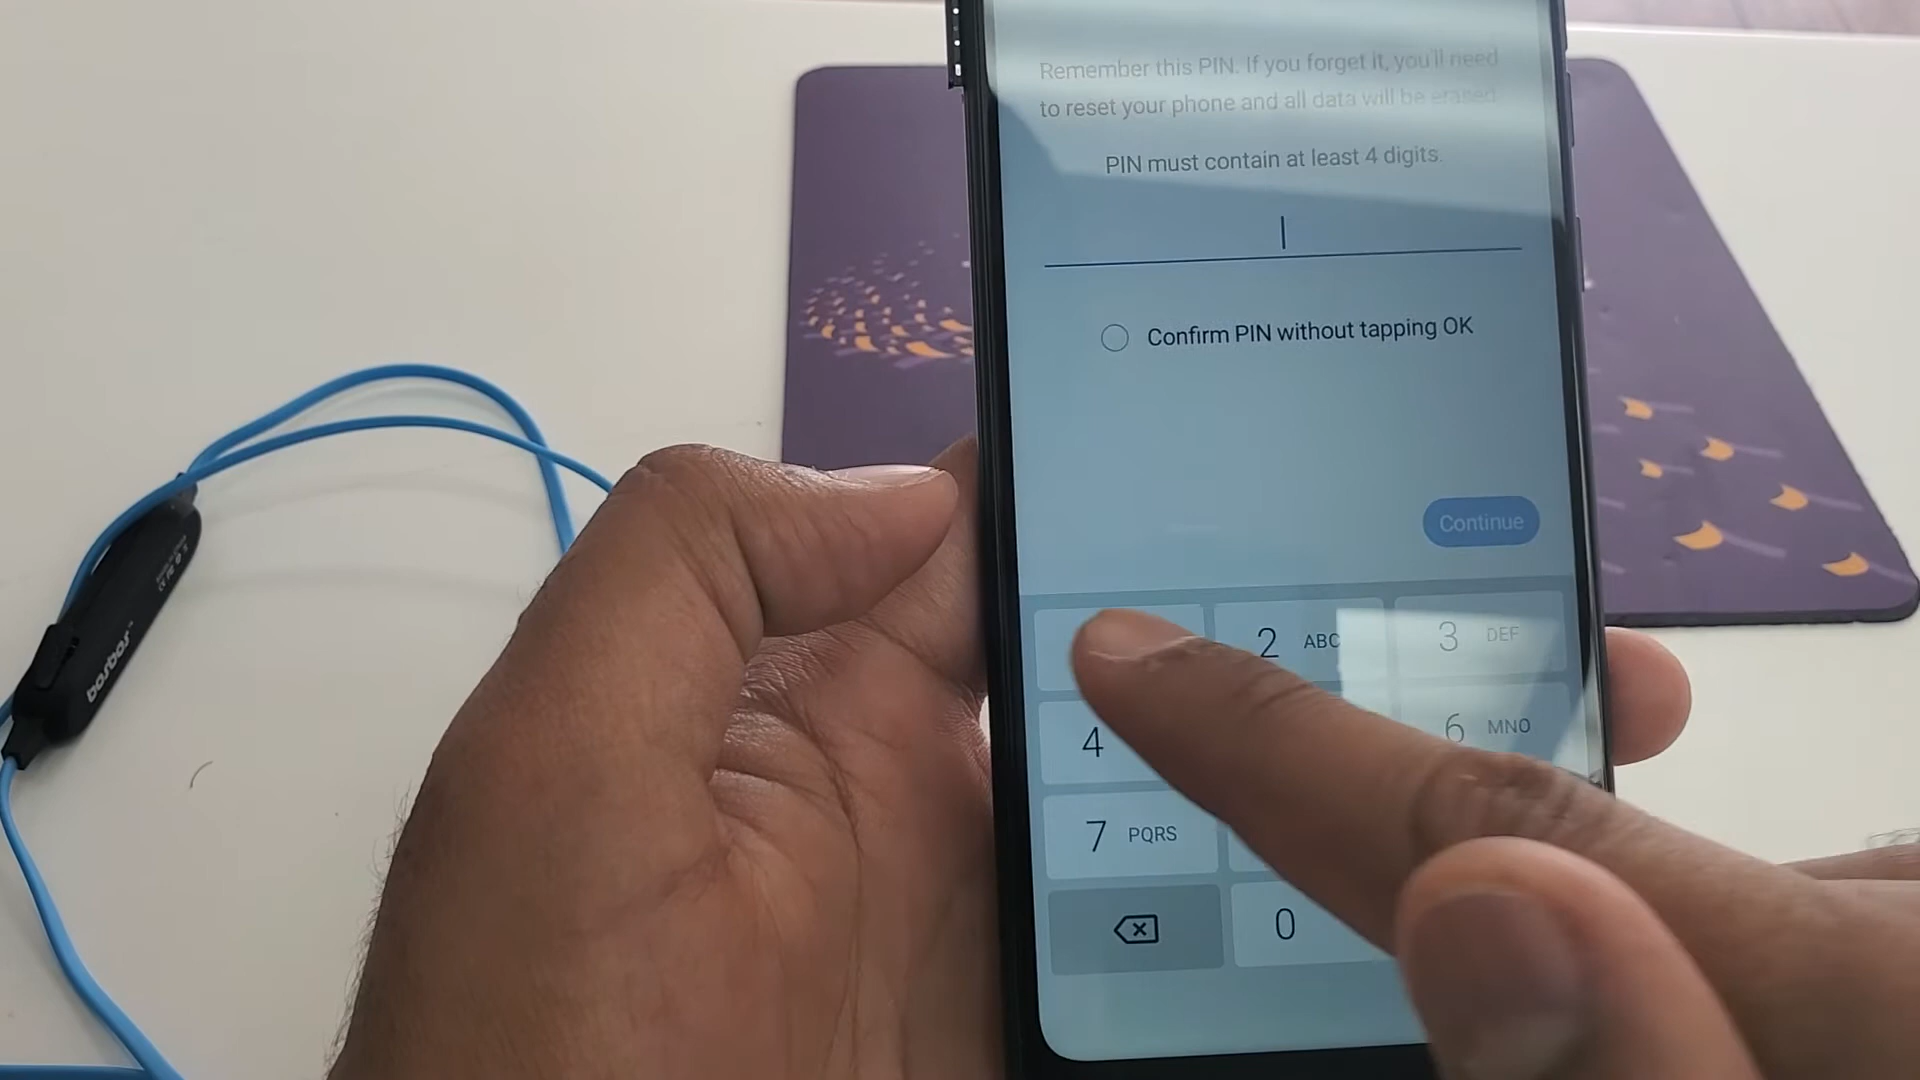 Remember this PIN. If you forget it, you'll need
to reset your phone and all data will be erased.
PIN must contain at least 4 digits.
Confirm PIN without tapping OK
Continue
2 ABC
3 DEF
4
6 MNO
7 PQRS
0
bosbos